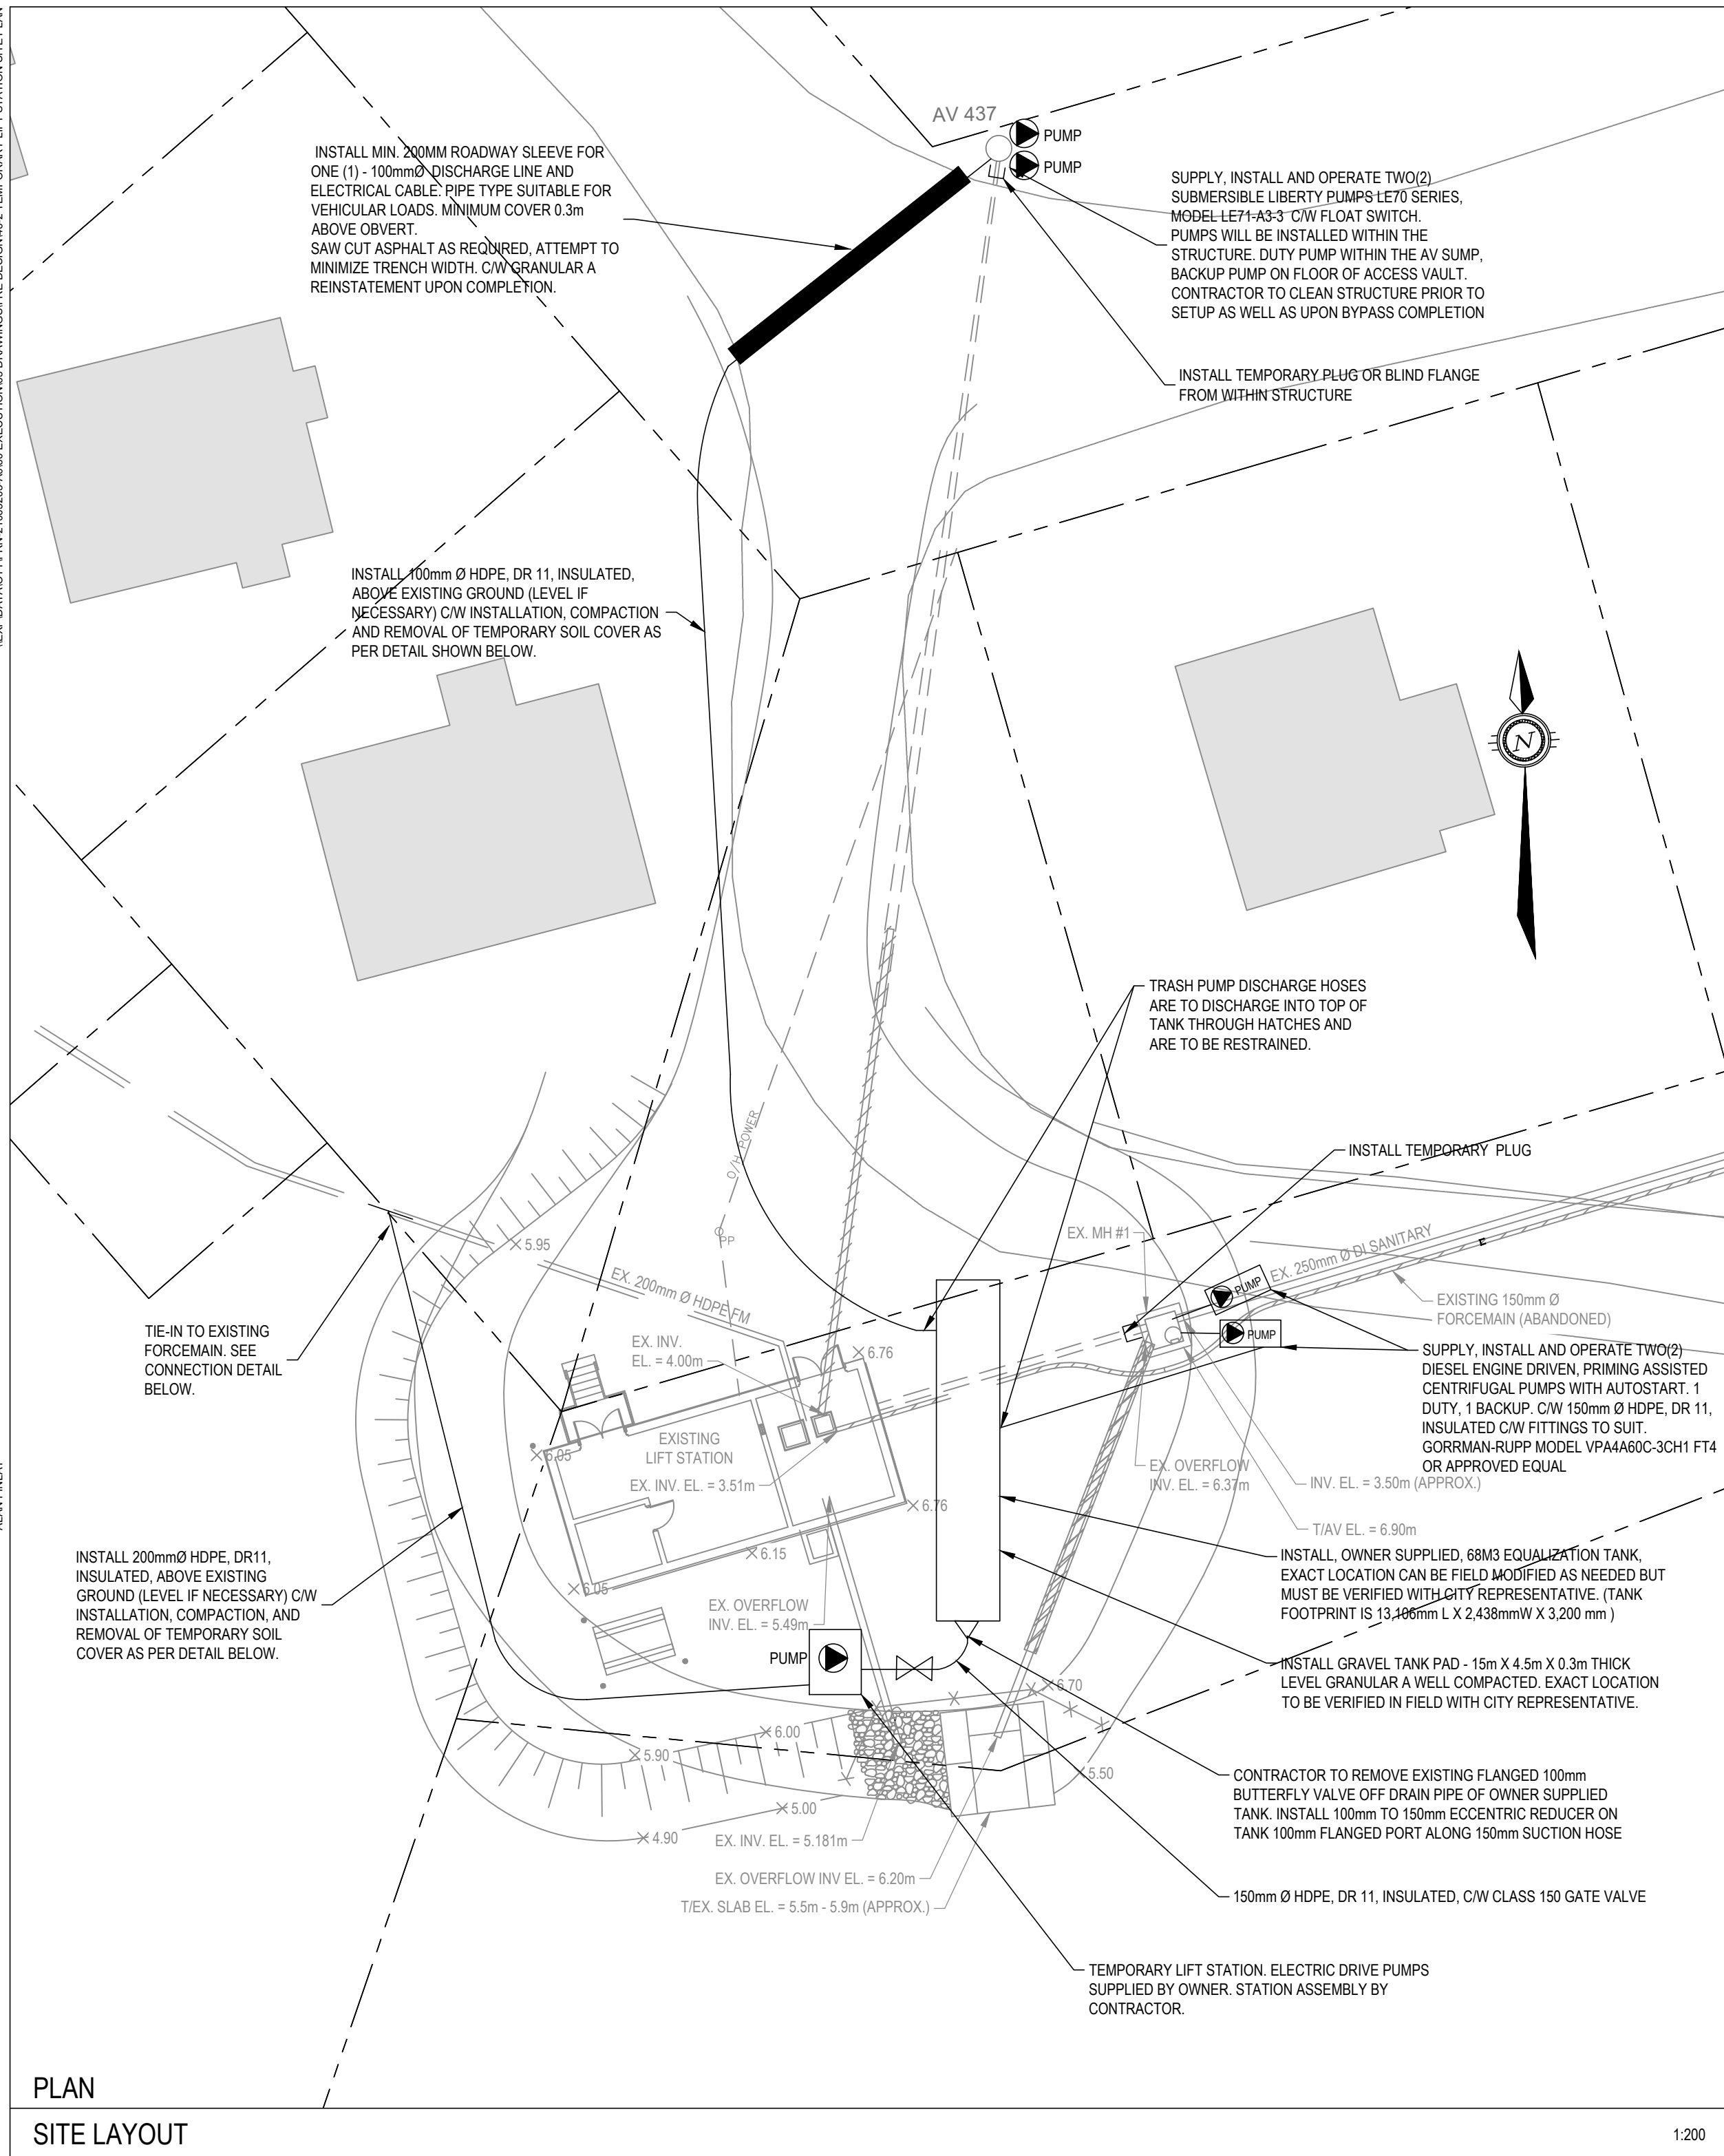 AV 437
PUMP
PUMP
INSTALL MIN. 200MM ROADWAY SLEEVE FOR
ONE (1) - 100mmØ DISCHARGE LINE AND
ELECTRICAL CABLE. PIPE TYPE SUITABLE FOR
VEHICULAR LOADS. MINIMUM COVER 0.3m
ABOVE OBVERT.
SAW CUT ASPHALT AS REQUIRED, ATTEMPT TO
MINIMIZE TRENCH WIDTH. C/W GRANULAR A
REINSTATEMENT UPON COMPLETION.
SUPPLY, INSTALL AND OPERATE TWO(2)
SUBMERSIBLE LIBERTY PUMPS LE70 SERIES,
MODEL LE71-A3-3 C/W FLOAT SWITCH.
PUMPS WILL BE INSTALLED WITHIN THE
STRUCTURE. DUTY PUMP WITHIN THE AV SUMP,
BACKUP PUMP ON FLOOR OF ACCESS VAULT.
CONTRACTOR TO CLEAN STRUCTURE PRIOR TO
SETUP AS WELL AS UPON BYPASS COMPLETION
INSTALL TEMPORARY PLUG OR BLIND FLANGE
FROM WITHIN STRUCTURE
INSTALL 100mm Ø HDPE, DR 11, INSULATED,
ABOVE EXISTING GROUND (LEVEL IF
NECESSARY) C/W INSTALLATION, COMPACTION
AND REMOVAL OF TEMPORARY SOIL COVER AS
PER DETAIL SHOWN BELOW.
N
TRASH PUMP DISCHARGE HOSES
ARE TO DISCHARGE INTO TOP OF
TANK THROUGH HATCHES AND
ARE TO BE RESTRAINED.
O/H POWER
PP
INSTALL TEMPORARY PLUG
EX. MH #1
EX. 250mm Ø DI SANITARY
PUMP
PUMP
EXISTING 150mm Ø
FORCEMAIN (ABANDONED)
5.95
EX. 200mm Ø HDPE FM
EX. INV.
EL. = 4.00m
6.76
TIE-IN TO EXISTING
FORCEMAIN. SEE
CONNECTION DETAIL
BELOW.
SUPPLY, INSTALL AND OPERATE TWO(2)
DIESEL ENGINE DRIVEN, PRIMING ASSISTED
CENTRIFUGAL PUMPS WITH AUTOSTART. 1
DUTY, 1 BACKUP. C/W 150mm Ø HDPE, DR 11,
INSULATED C/W FITTINGS TO SUIT.
GORRMAN-RUPP MODEL VPA4A60C-3CH1 FT4
OR APPROVED EQUAL
EXISTING
LIFT STATION
6.05
EX. INV. EL. = 3.51m
6.76
EX. OVERFLOW
INV. EL. = 6.37m
INV. EL. = 3.50m (APPROX.)
T/AV EL. = 6.90m
6.15
6.05
INSTALL 200mmØ HDPE, DR11,
INSULATED, ABOVE EXISTING
GROUND (LEVEL IF NECESSARY) C/W
INSTALLATION, COMPACTION, AND
REMOVAL OF TEMPORARY SOIL
COVER AS PER DETAIL BELOW.
INSTALL, OWNER SUPPLIED, 68M3 EQUALIZATION TANK,
EXACT LOCATION CAN BE FIELD MODIFIED AS NEEDED BUT
MUST BE VERIFIED WITH CITY REPRESENTATIVE. (TANK
FOOTPRINT IS 13,106mm L X 2,438mmW X 3,200 mm )
EX. OVERFLOW
INV. EL. = 5.49m
PUMP
INSTALL GRAVEL TANK PAD - 15m X 4.5m X 0.3m THICK
LEVEL GRANULAR A WELL COMPACTED. EXACT LOCATION
TO BE VERIFIED IN FIELD WITH CITY REPRESENTATIVE.
6.70
6.00
5.90
5.50
5.00
4.90
CONTRACTOR TO REMOVE EXISTING FLANGED 100mm
BUTTERFLY VALVE OFF DRAIN PIPE OF OWNER SUPPLIED
TANK. INSTALL 100mm TO 150mm ECCENTRIC REDUCER ON
TANK 100mm FLANGED PORT ALONG 150mm SUCTION HOSE
EX. INV. EL. = 5.181m
EX. OVERFLOW INV EL. = 6.20m
T/EX. SLAB EL. = 5.5m - 5.9m (APPROX.)
150mm Ø HDPE, DR 11, INSULATED, C/W CLASS 150 GATE VALVE
TEMPORARY LIFT STATION. ELECTRIC DRIVE PUMPS
SUPPLIED BY OWNER. STATION ASSEMBLY BY
CONTRACTOR.
PLAN
SITE LAYOUT
1:200